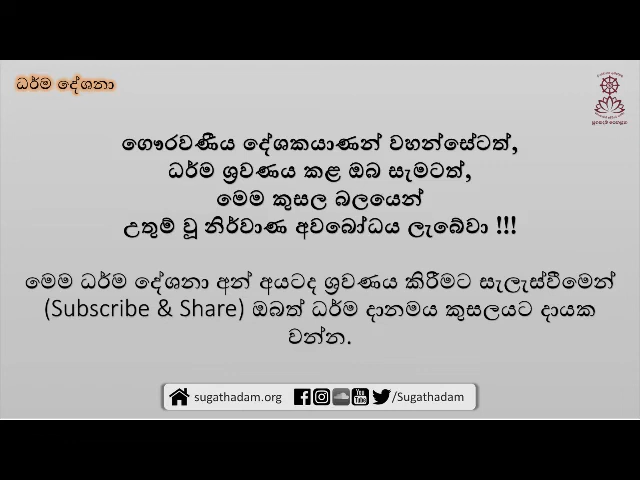 ධර්ම දේශනා
ගෞරවණීය දේශකයාණන් වහන්සේටත්,
ධර්ම ශ්‍රවණය කළ ඔබ සැමටත්,
මෙම කුසල බලයෙන්
උතුම් වූ නිර්වාණ අවබෝධය ලැබේවා !!!
මෙම ධර්ම දේශනා අන් අයටද ශ්‍රවණය කිරීමට සැලැස්වීමෙන්
(Subscribe & Share) ඔබත් ධර්ම දානමය කුසලයට දායක
වන්න.
sugathadam.org /Sugathadam